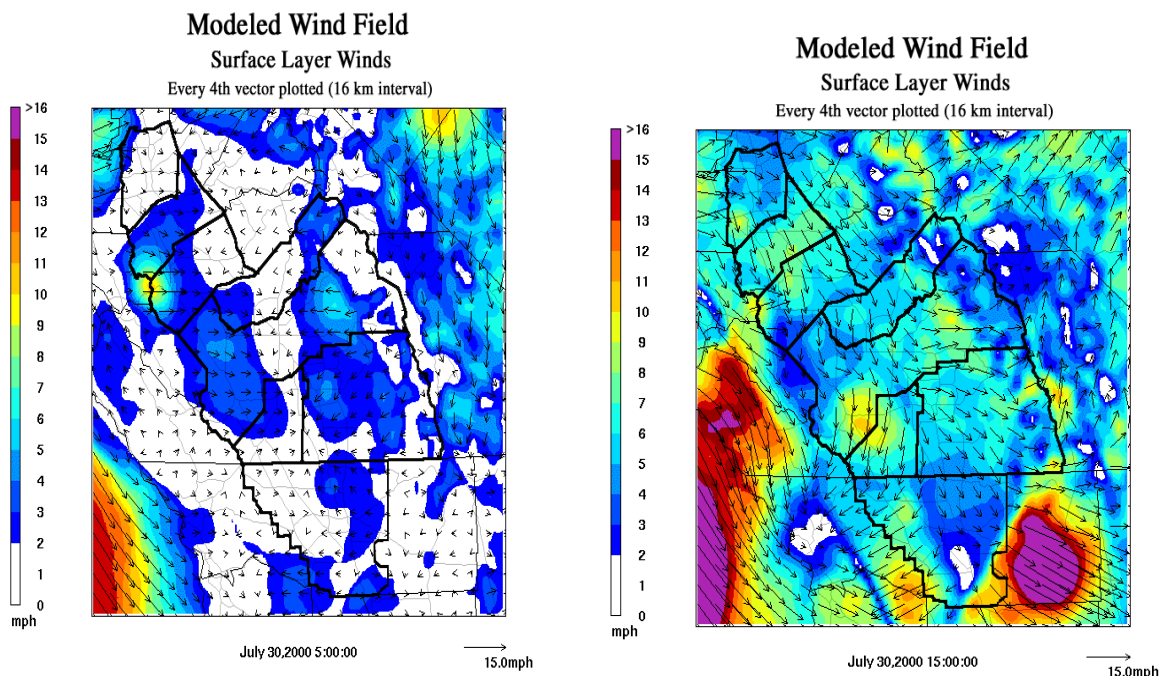 Modeled Wind Field
Surface Layer Winds
Every 4th vector plotted (16 km interval)
>16
15
14
13
12
11
10
9
8
7
6
5
4
3
2
1
0
mph
July 30,2000 5:00:00
15.0mph
Modeled Wind Field
Surface Layer Winds
Every 4th vector plotted (16 km interval)
>16
15
14
13
12
11
10
9
8
7
6
5
4
3
2
1
0
mph
July 30,2000 15:00:00
15.0mph